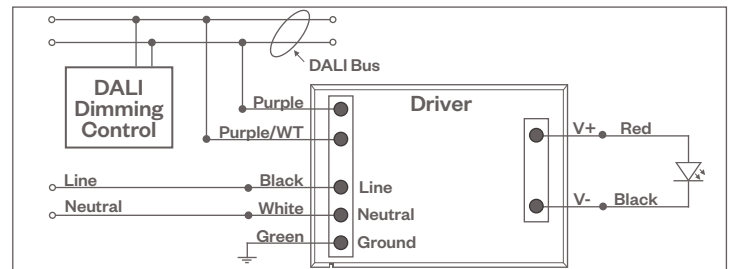 DALI Bus
DALI
Dimming
Control
Driver
Purple
Purple/WT
V+ Red
Line Black Line
V- Black
Neutral White Neutral
Green Ground